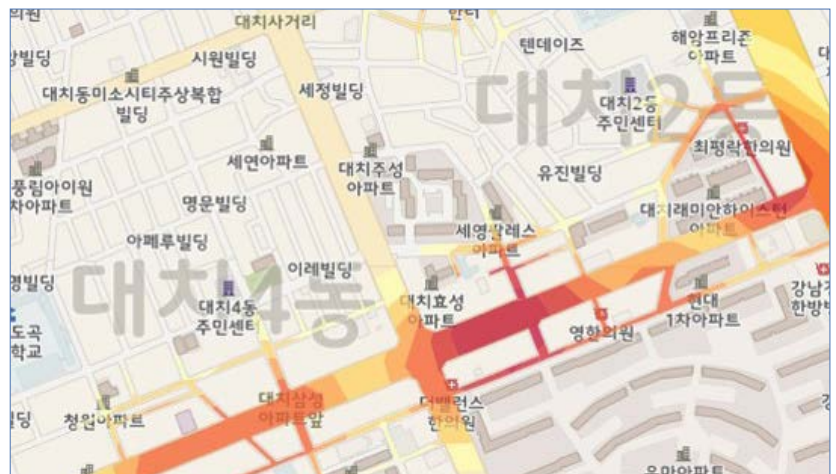 대치사거리
한티
시원빌딩
텐데이즈
해암프리존
아파트
대치동미소시티주상복합
빌딩
세정빌딩
대치2동
주민센터
대치2동
최평락한의원
세연아파트
대치주성
아파트
유진빌딩
풍림아이원
차아파트
명문빌딩
대치래미안하이스턴
아파트
세영팔레스
아파트
아페루빌딩
이레빌딩
대치4동
대치4동
주민센터
대치효성
아파트
영한의원
현대
1차아파트
한방
도곡
학교
대치삼성
아파트앞
더밸런스
한의원
청원아파트